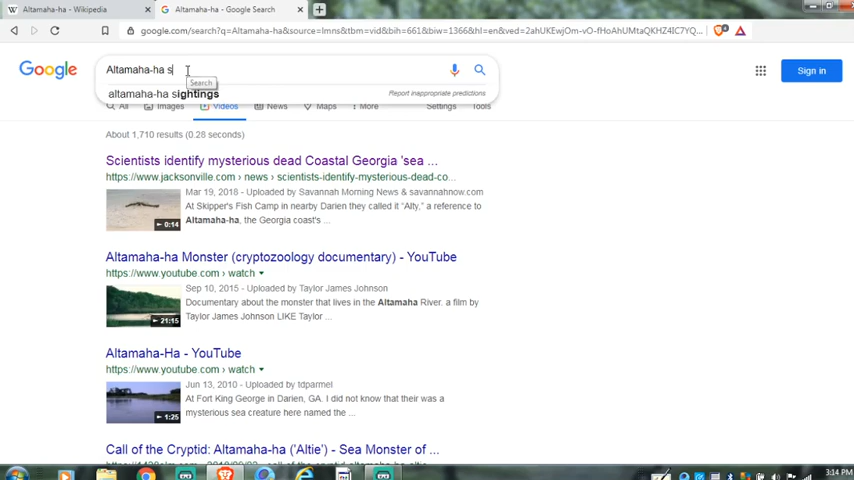 Altamaha-ha - Wikipedia
Altamaha-ha - Google Search
google.com/search?q=Altamaha-ha&source=lmns&tbm=vid&bih=661&biw=1366&hl=en&ved=
Google
Altamaha-ha s
Sign in
Search
altamaha-ha sightings
Report inappropriate predictions
All Images Videos News Maps More Settings Tools
About 1,710 results (0.28 seconds)
Scientists identify mysterious dead Coastal Georgia 'sea ...
https://www.jacksonville.com › news › scientists-identify-mysterious-dead-co...
Mar 19, 2018 - Uploaded by Savannah Morning News & savannahnow.com
At Skipper's Fish Camp in nearby Darien they called it “Alty,” a reference to
Altamaha-ha, the Georgia coast's ...
0:14
Altamaha Monster (cryptozoology documentary) - YouTube
https://www.youtube.com › watch
Sep 10, 2015 - Uploaded by Taylor James Johnson
Documentary about the monster that lives in the Altamaha River. a film by
Taylor James Johnson LIKE Taylor ...
21:15
Altamaha-Ha - YouTube
https://www.youtube.com › watch
Jun 13, 2010 - Uploaded by tdparmel
At Fort King George in Darien, GA. I did not know that their was a
mysterious sea creature here named the ...
1:25
Call of the Cryptid: Altamaha-ha ('Altie') - Sea Monster of ...
3:14 PM